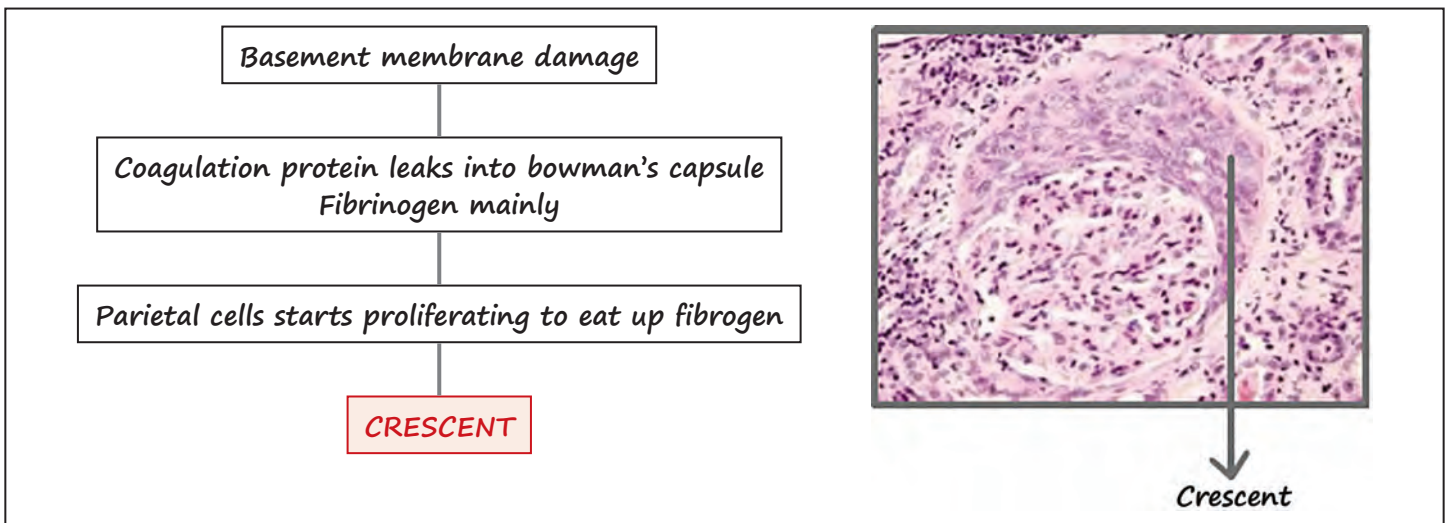 Basement membrane damage
Coagulation protein leaks into bowman's capsule
Fibrinogen mainly
Parietal cells starts proliferating to eat up fibrogen
CRESCENT
Crescent